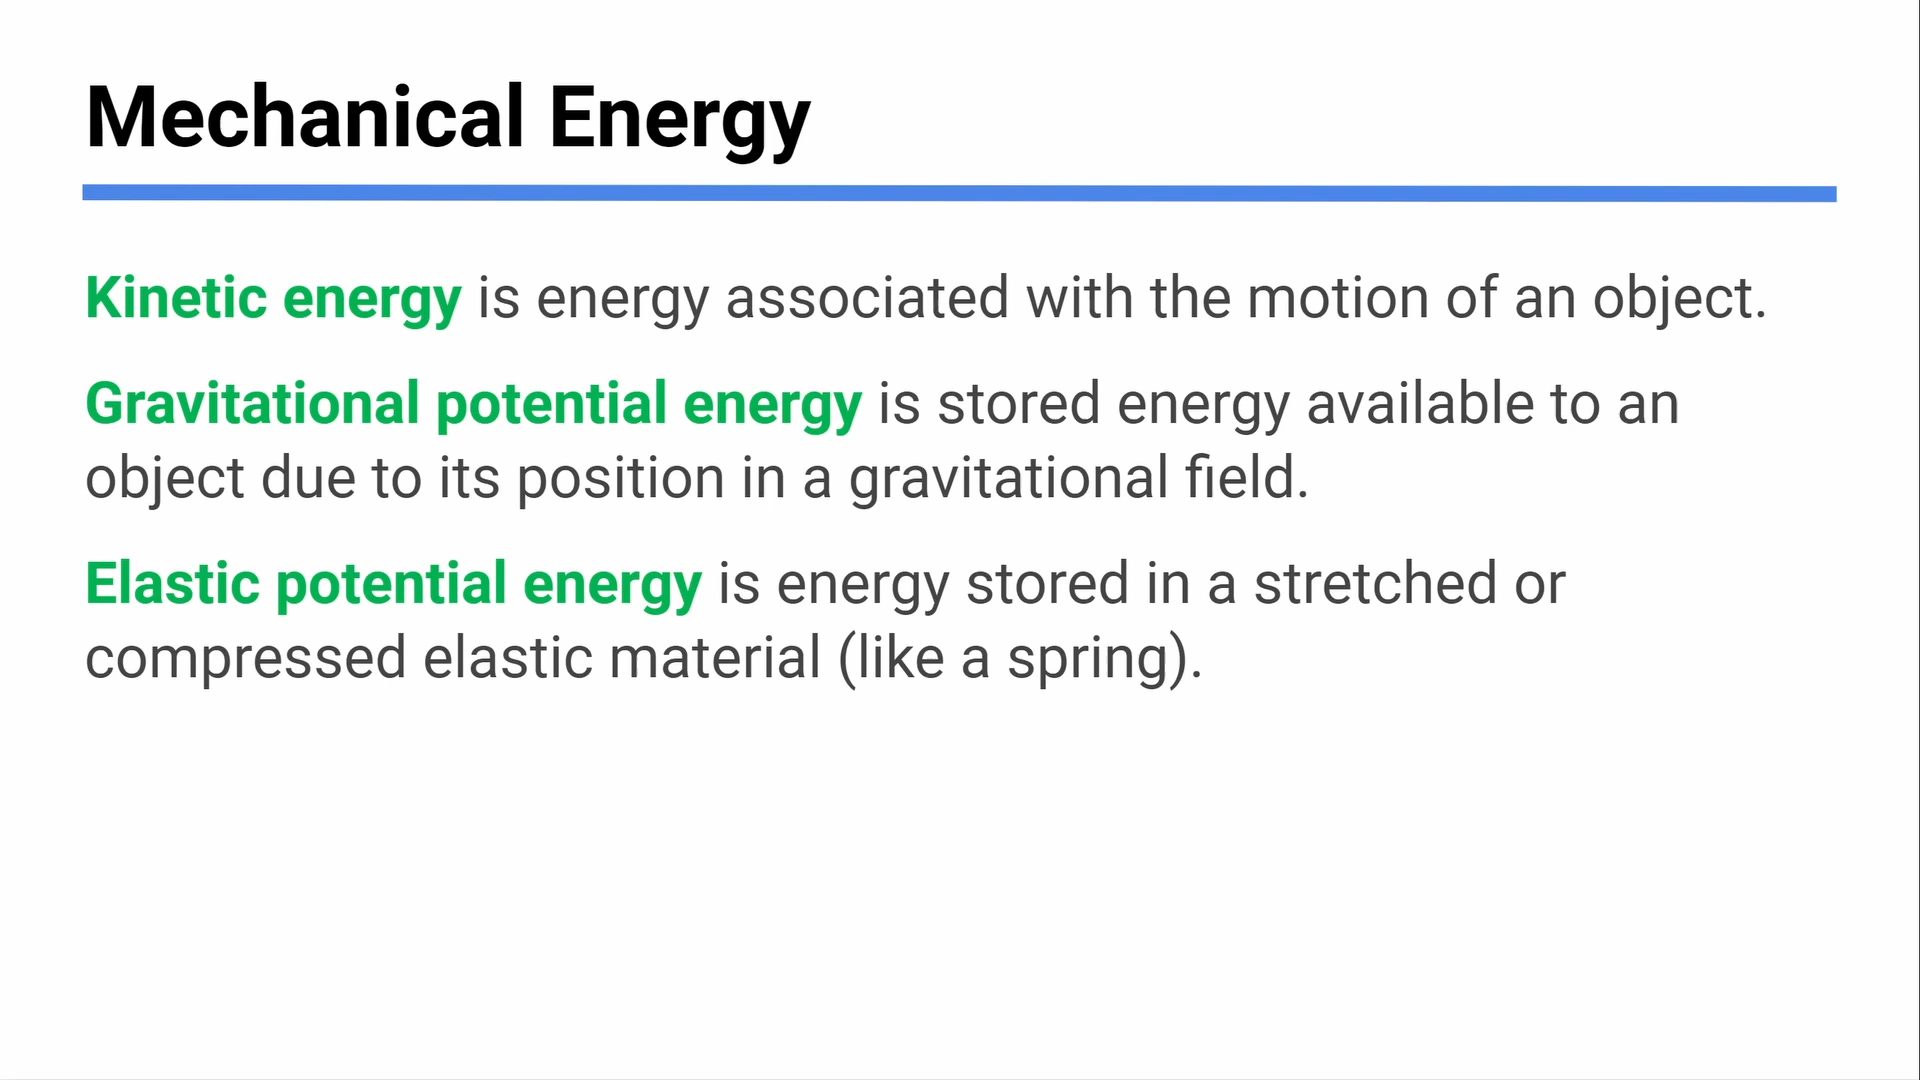 Mechanical Energy
Kinetic energy is energy associated with the motion of an object.
Gravitational potential energy is stored energy available to an
object due to its position in a gravitational field.
Elastic potential energy is energy stored in a stretched or
compressed elastic material (like a spring).